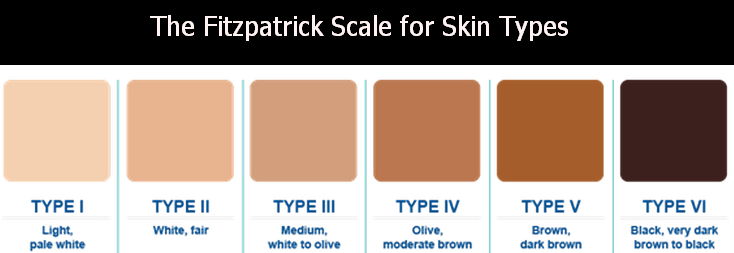 The Fitzpatrick Scale for Skin Types
TYPE I
Light,
pale white
TYPE II
White, fair
TYPE III
Medium,
white to olive
TYPE IV
Olive,
moderate brown
TYPE V
Brown,
dark brown
TYPE VI
Black, very dark
brown to black